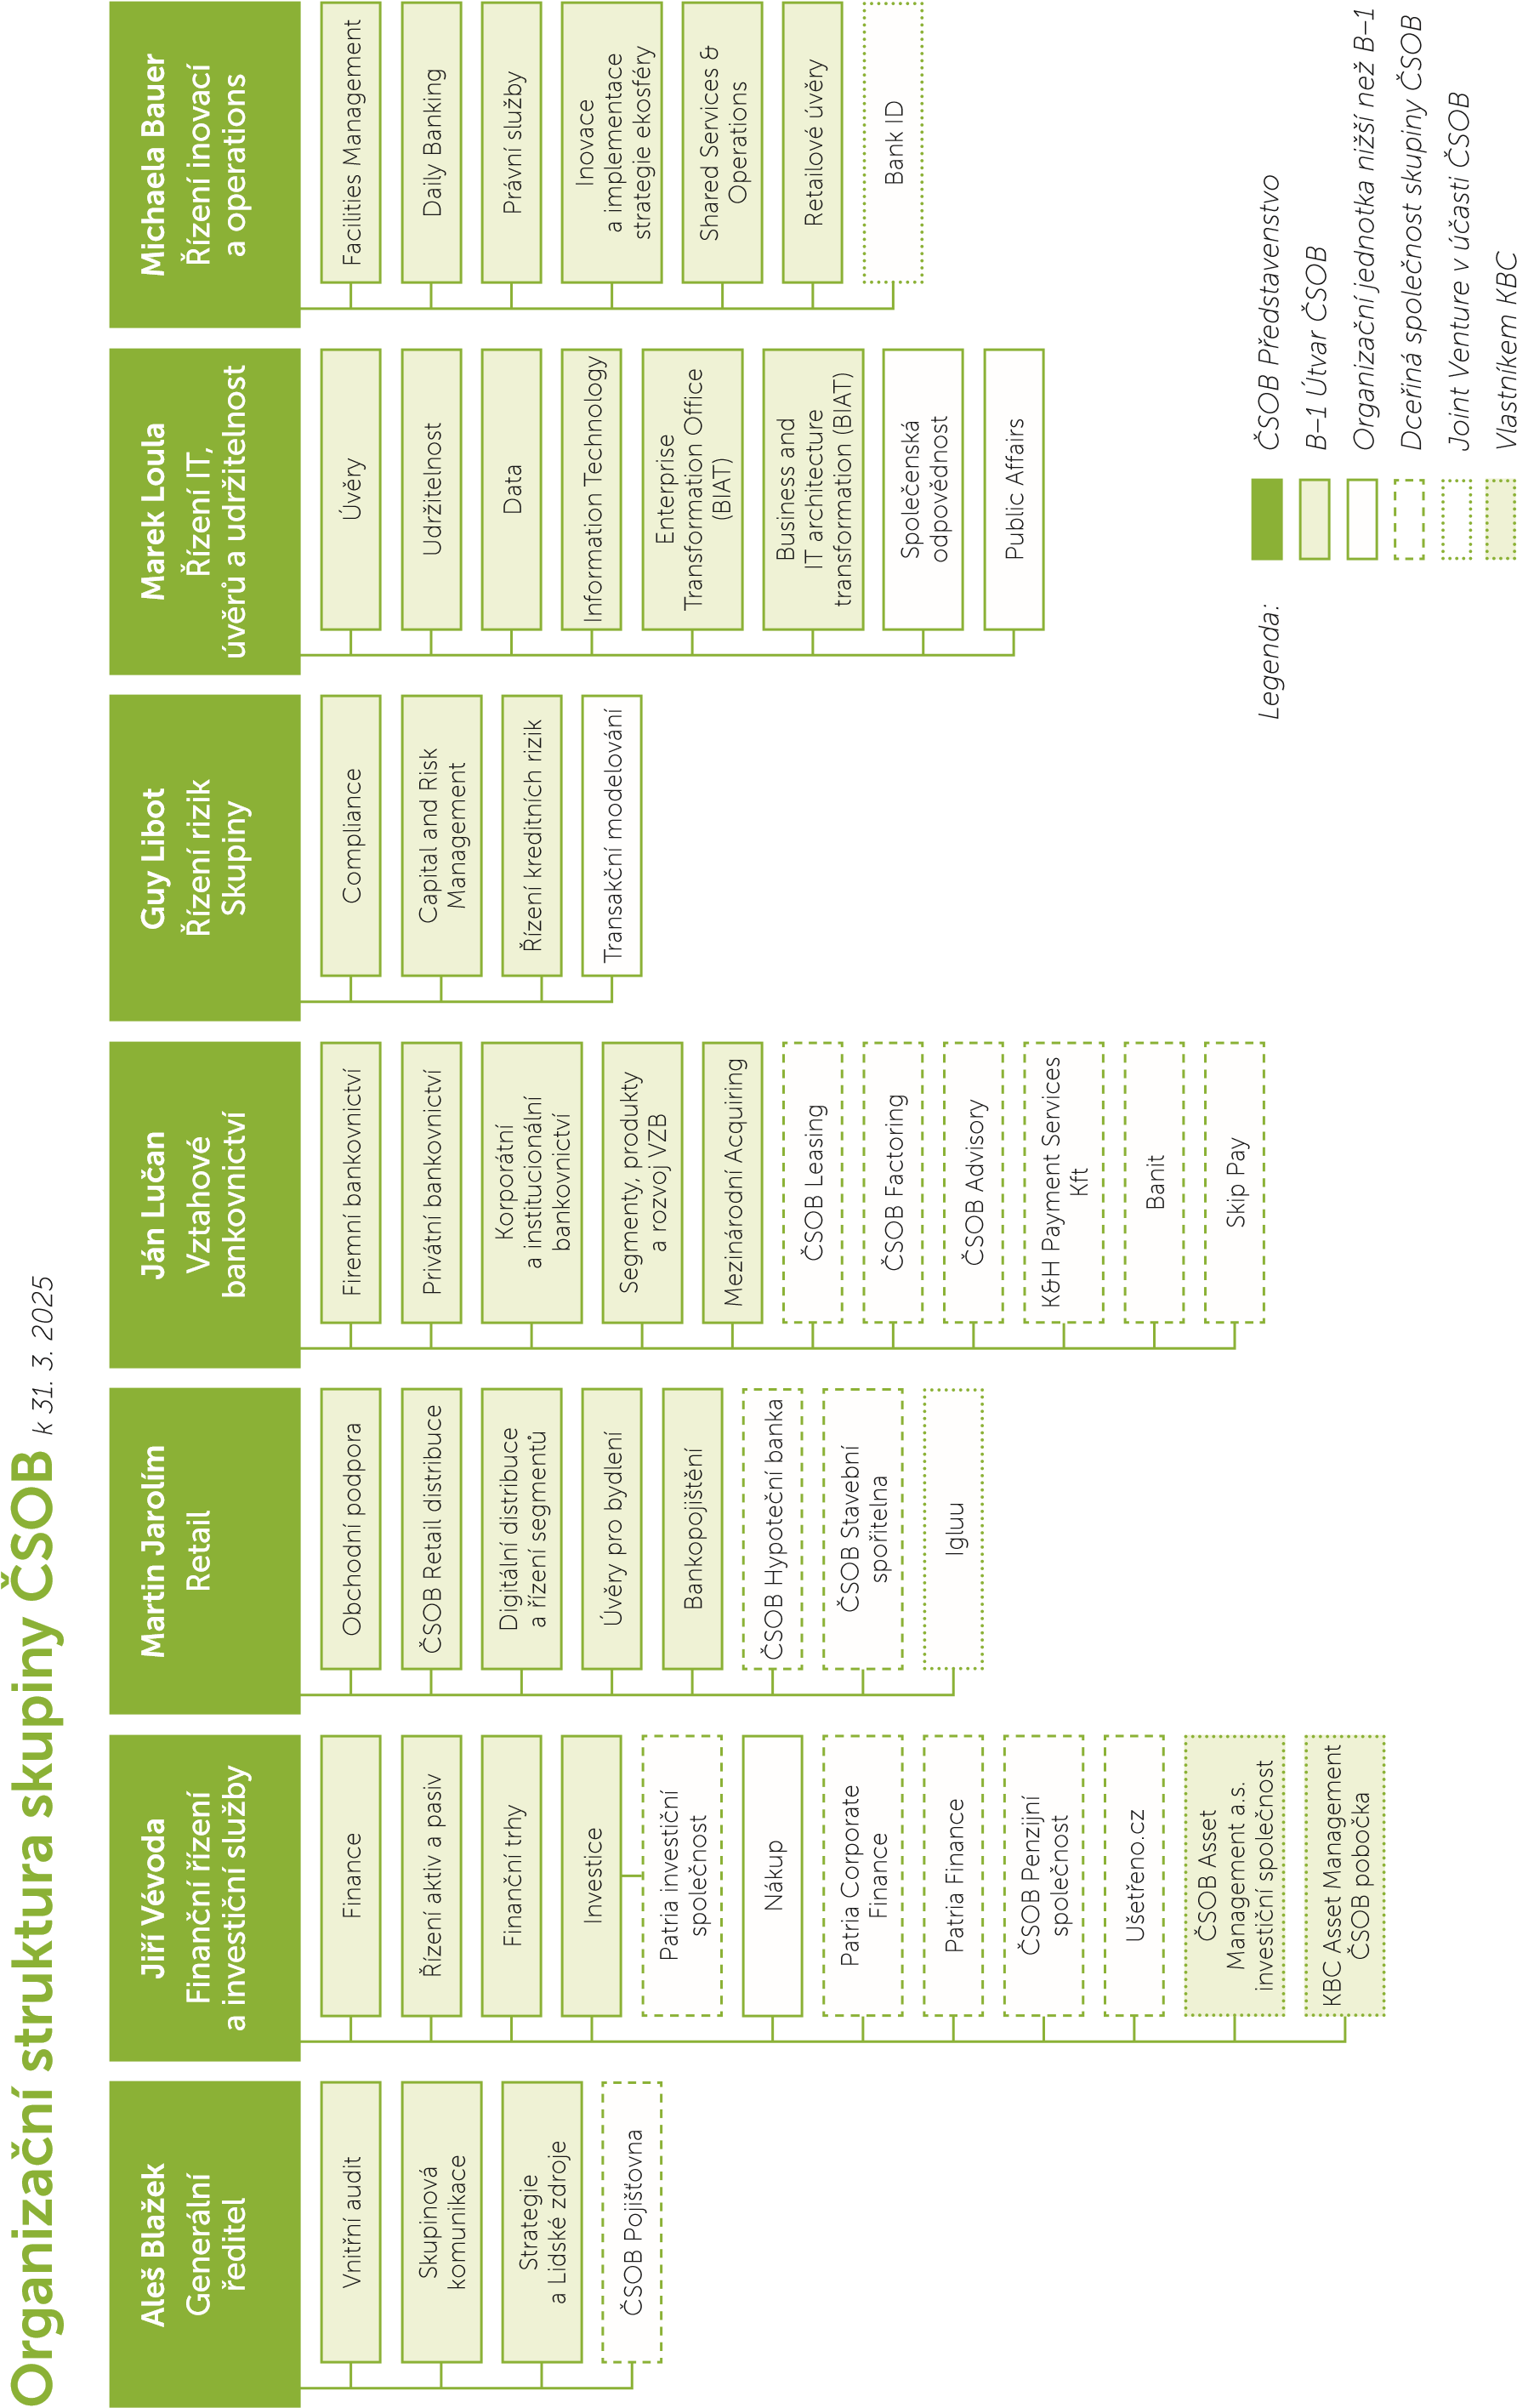 Organizační struktura skupiny ČSOB k 31. 3. 2025
Aleš Blažek
Generální
ředitel
Vnitřní audit
Skupinová
komunikace
Strategie
a Lidské zdroje
ČSOB Pojišťovna
Jiří Vévoda
Finanční řízení
a investiční služby
Finance
Řízení aktiv a pasiv
Finanční trhy
Investice
Patria investiční
společnost
Nákup
Patria Corporate
Finance
Patria Finance
ČSOB Penzijní
společnost
Ušetřeno.cz
ČSOB Asset
Management a.s.
investiční společnost
KBC Asset Management
ČSOB pobočka
Martin Jarolím
Retail
Obchodní podpora
ČSOB Retail distribuce
Digitální distribuce
a řízení segmentů
Úvěry pro bydlení
Bankopojištění
ČSOB Hypoteční banka
ČSOB Stavební
spořitelna
Igluu
Ján Lučan
Vztahové
bankovnictví
Firemní bankovnictví
Privátní bankovnictví
Korporátní
a institucionální
bankovnictví
Segmenty, produkty
a rozvoj VZB
Mezinárodní Acquiring
ČSOB Leasing
ČSOB Factoring
ČSOB Advisory
K&H Payment Services
Kft
Banit
Skip Pay
Guy Libot
Řízení rizik
Skupiny
Compliance
Capital and Risk
Management
Řízení kreditních rizik
Transakční modelování
Marek Loula
Řízení IT,
úvěrů a udržitelnost
Úvěry
Udržitelnost
Data
Information Technology
Enterprise
Transformation Office
(BIAT)
Business and
IT architecture
transformation (BIAT)
Společenská
odpovědnost
Public Affairs
Michaela Bauer
Řízení inovací
a operations
Facilities Management
Daily Banking
Právní služby
Inovace
a implementace
strategie ekosféry
Shared Services &
Operations
Retailové úvěry
Bank ID
Legenda:
ČSOB Představenstvo
B–1 Útvar ČSOB
Organizační jednotka nižší než B–1
Dceřiná společnost skupiny ČSOB
Joint Venture v účasti ČSOB
Vlastníkem KBC